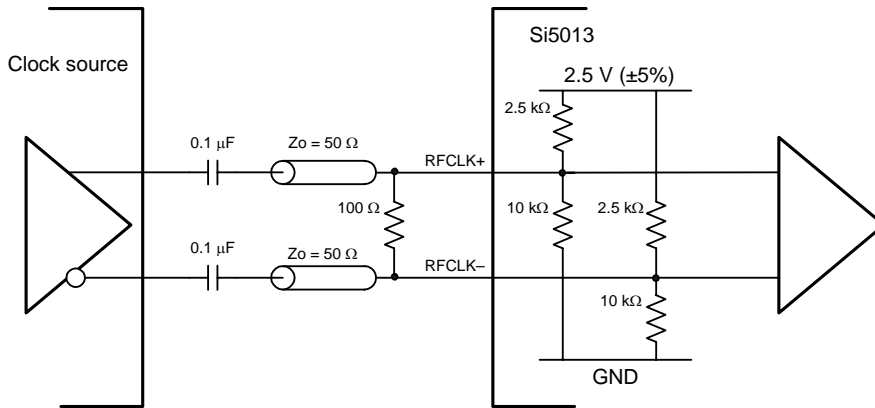 Si5013
Clock source
2.5 V (±5%)
2.5 kΩ
0.1 μF
Zo = 50 Ω
RFCLK+
100 Ω
10 kΩ
2.5 kΩ
0.1 μF
Zo = 50 Ω
RFCLK–
10 kΩ
GND